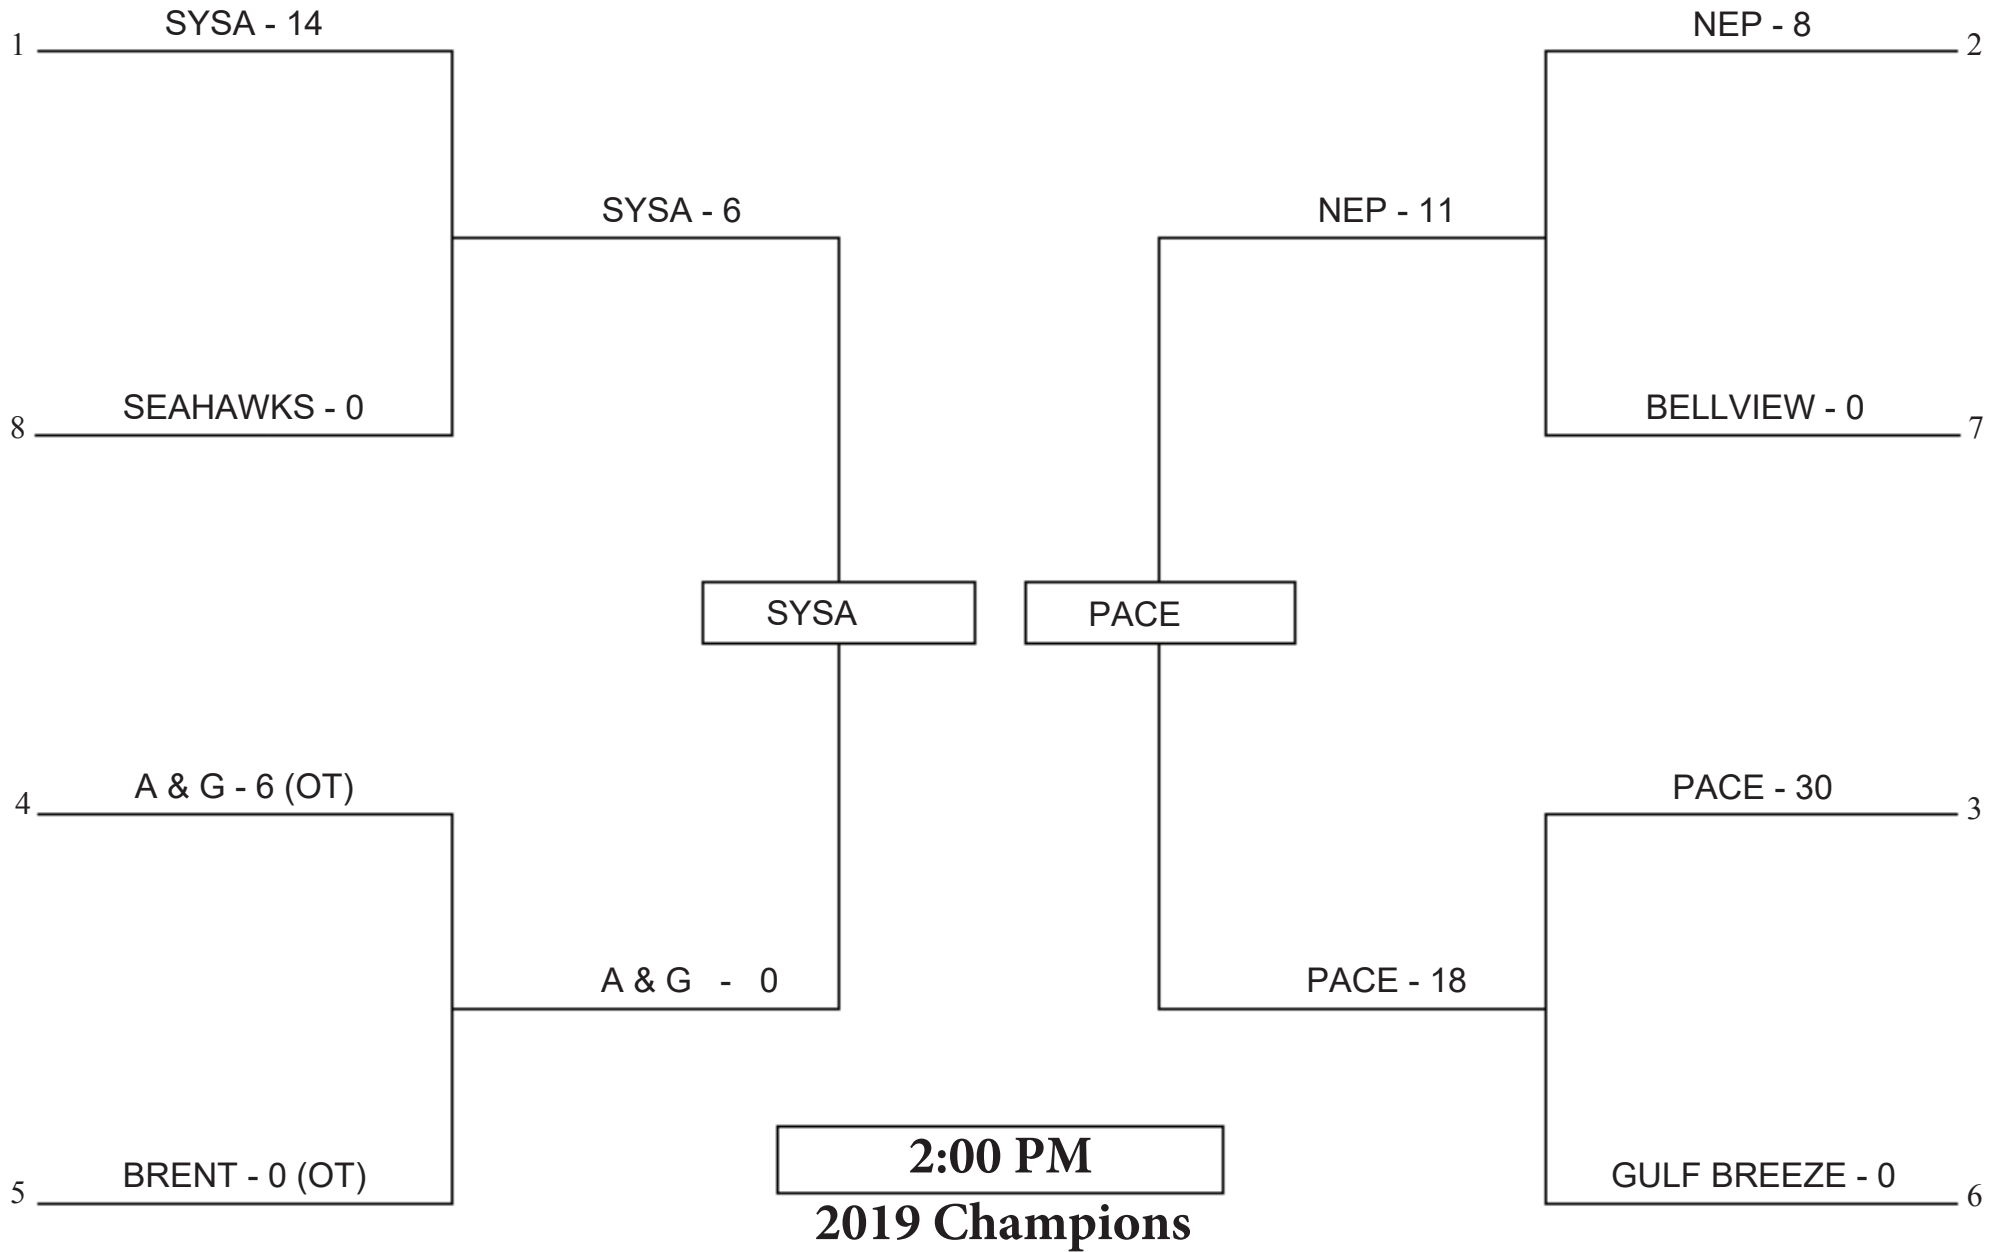 SYSA - 14
1
NEP - 8
2
SYSA - 6
NEP - 11
SEAHAWKS - 0
8
BELLVIEW - 0
7
SYSA
PACE
A & G - 6 (OT)
4
PACE - 30
3
A & G - 0
PACE - 18
BRENT - 0 (OT)
5
2:00 PM
GULF BREEZE - 0
6
2019 Champions